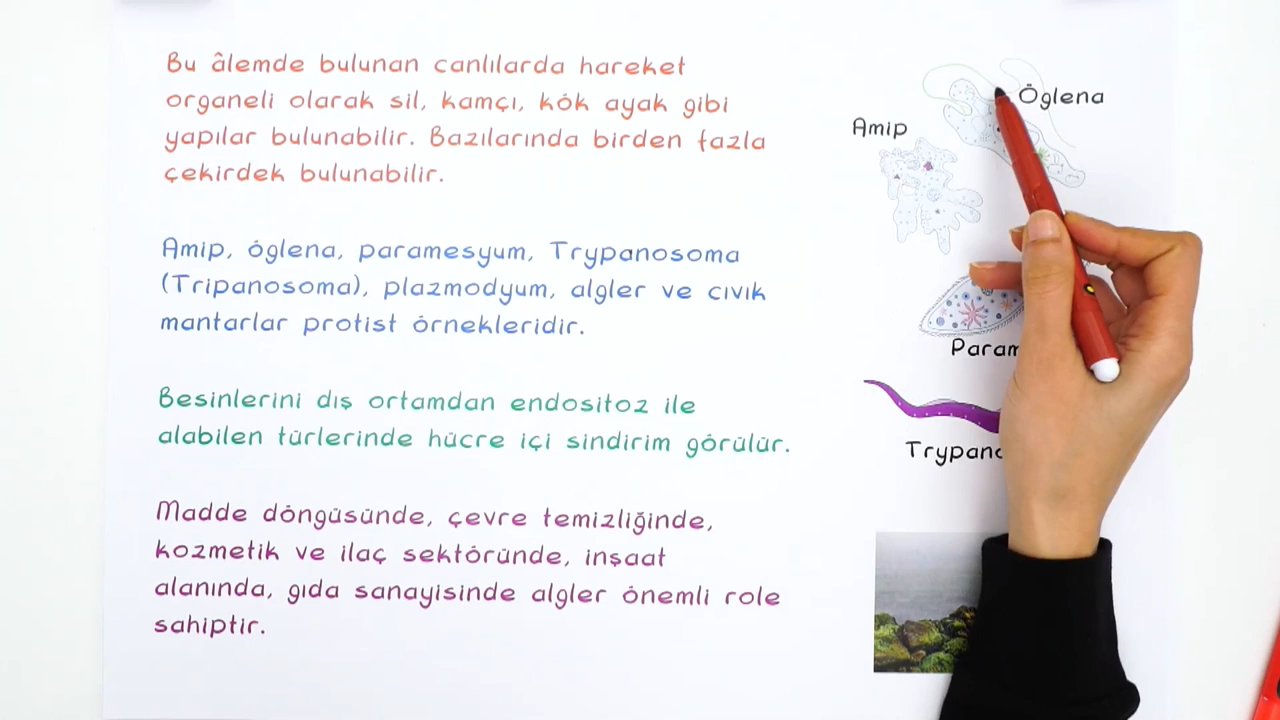 Bu âlemde bulunan canlılarda hareket
organeli olarak sil, kamçı, kök ayak gibi
yapılar bulunabilir. Bazılarında birden fazla
çekirdek bulunabilir.
Amip, öglena, paramesyum, Trypanosoma
(Tripanosoma), plazmodyum, algler ve cıvık
mantarlar protist örnekleridir.
Besinlerini dış ortamdan endositoz ile
alabilen türlerinde hücre içi sindirim görülür.
Madde döngüsünde, çevre temizliğinde,
kozmetik ve ilaç sektöründe, inşaat
alanında, gıda sanayisinde algler önemli role
sahiptir.
Öglena
Amip